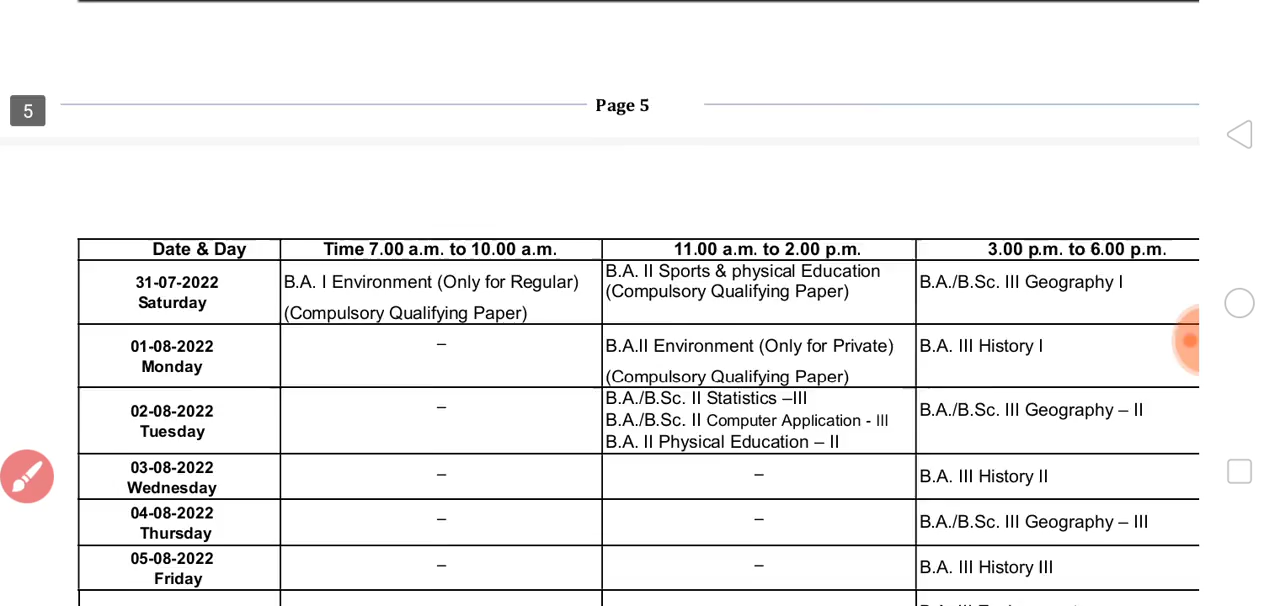 5
Page 5
Date & Day Time 7.00 a.m. to 10.00 a.m. 11.00 a.m. to 2.00 p.m. 3.00 p.m. to 6.00 p.m.
31-07-2022
Saturday
B.A. I Environment (Only for Regular)
(Compulsory Qualifying Paper)
B.A. II Sports & physical Education
(Compulsory Qualifying Paper)
B.A./B.Sc. III Geography I
01-08-2022
Monday
–
B.A.II Environment (Only for Private)
(Compulsory Qualifying Paper)
B.A. III History I
02-08-2022
Tuesday
–
B.A./B.Sc. II Statistics –III
B.A./B.Sc. II Computer Application - III
B.A. II Physical Education – II
B.A./B.Sc. III Geography – II
03-08-2022
Wednesday
–
–
B.A. III History II
04-08-2022
Thursday
–
–
B.A./B.Sc. III Geography – III
05-08-2022
Friday
–
–
B.A. III History III